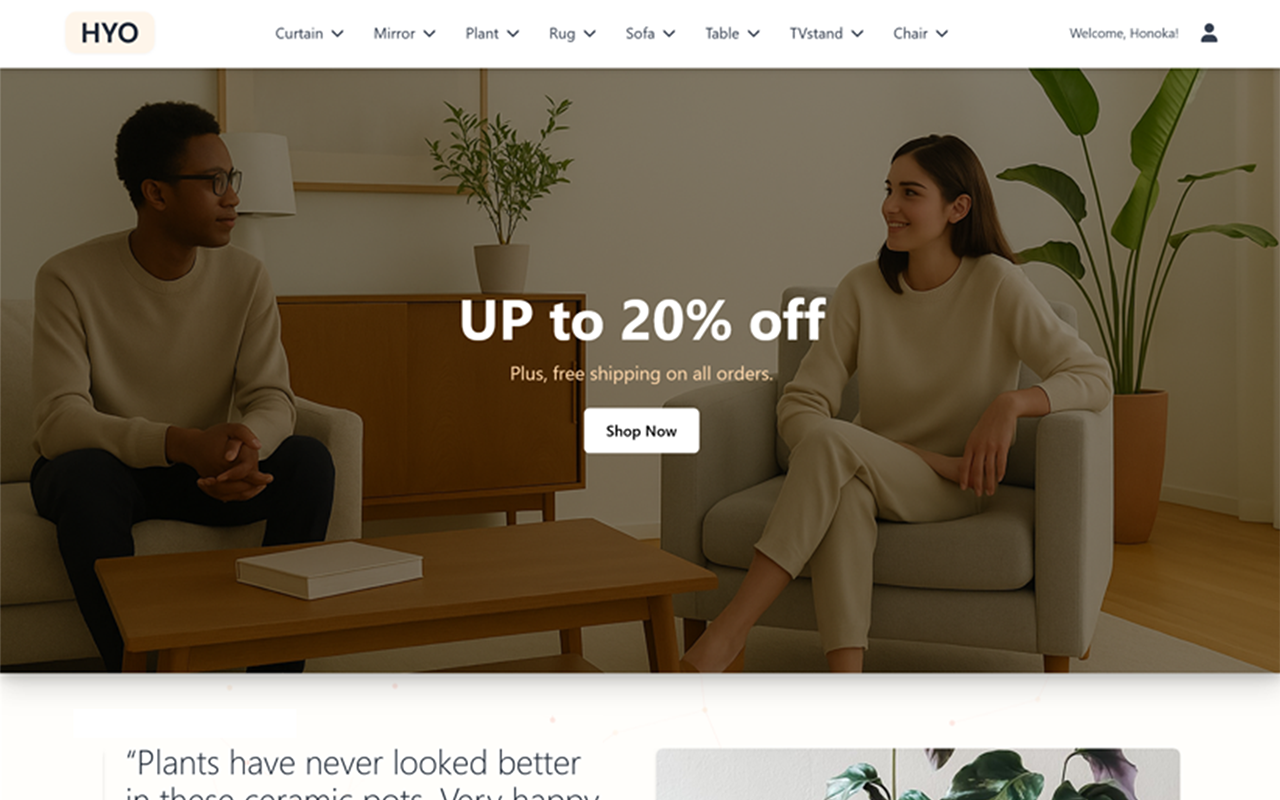 HYO
Curtain Mirror Plant Rug Sofa Table TVstand Chair
Welcome, Honoka!
UP to 20% off
Plus, free shipping on all orders.
Shop Now
“Plants have never looked better
in these ceramic pots. Very happy